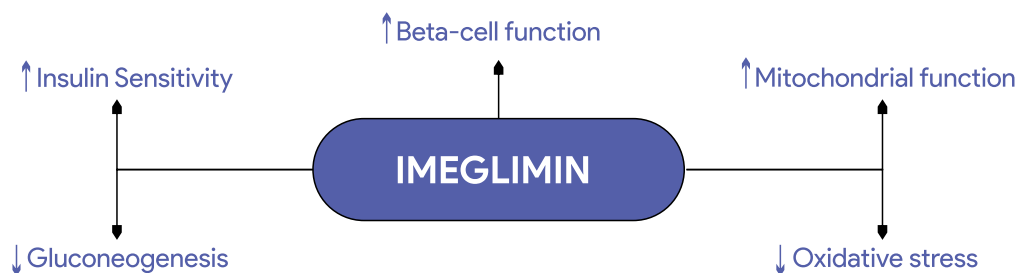 ↑ Beta-cell function
↑ Insulin Sensitivity
↑ Mitochondrial function
IMEGLIMIN
↓ Gluconeogenesis
↓ Oxidative stress